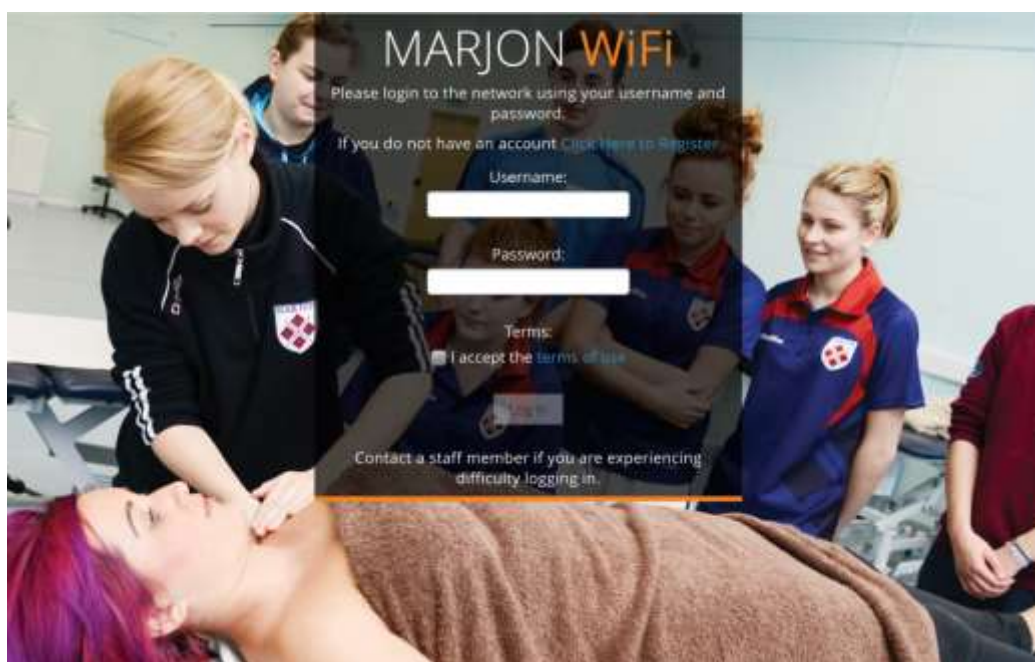 MARJON WiFi
Please login to the network using your username and
password.
If you do not have an account Click Here to Register
Username:
Password:
Terms:
I accept the terms of use
Log in
Contact a staff member if you are experiencing
difficulty logging in.